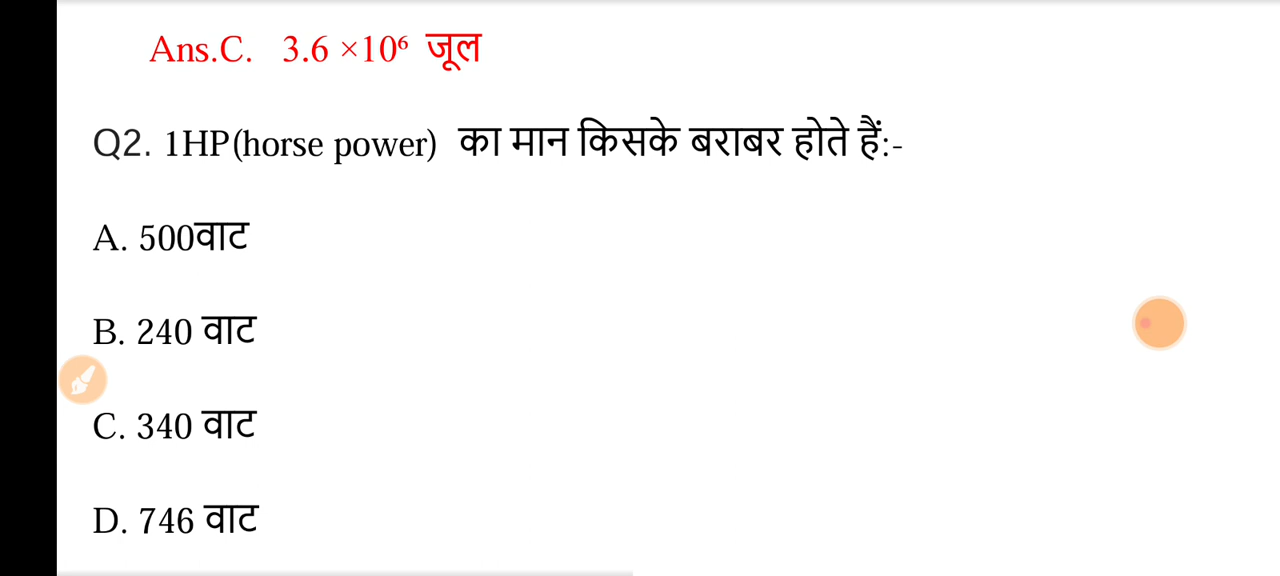 Ans.C. 3.6 ×10⁶ जूल
Q2. 1HP(horse power) का मान किसके बराबर होते हैं:-
A. 500वाट
B. 240 वाट
C. 340 वाट
D. 746 वाट